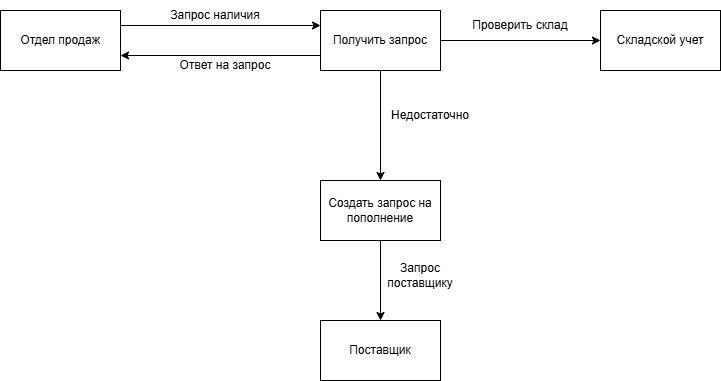 Запрос наличия
Отдел продаж
Получить запрос
Проверить склад
Складской учет
Ответ на запрос
Недостаточно
Создать запрос на
пополнение
Запрос
поставщику
Поставщик